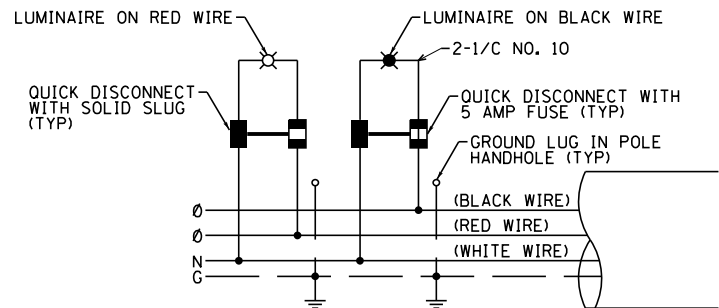 LUMINAIRE ON RED WIRE
LUMINAIRE ON BLACK WIRE
2-1/C NO. 10
QUICK DISCONNECT
WITH SOLID SLUG
(TYP)
QUICK DISCONNECT WITH
5 AMP FUSE (TYP)
GROUND LUG IN POLE
HANDHOLE (TYP)
Ø (BLACK WIRE)
Ø (RED WIRE)
N (WHITE WIRE)
G